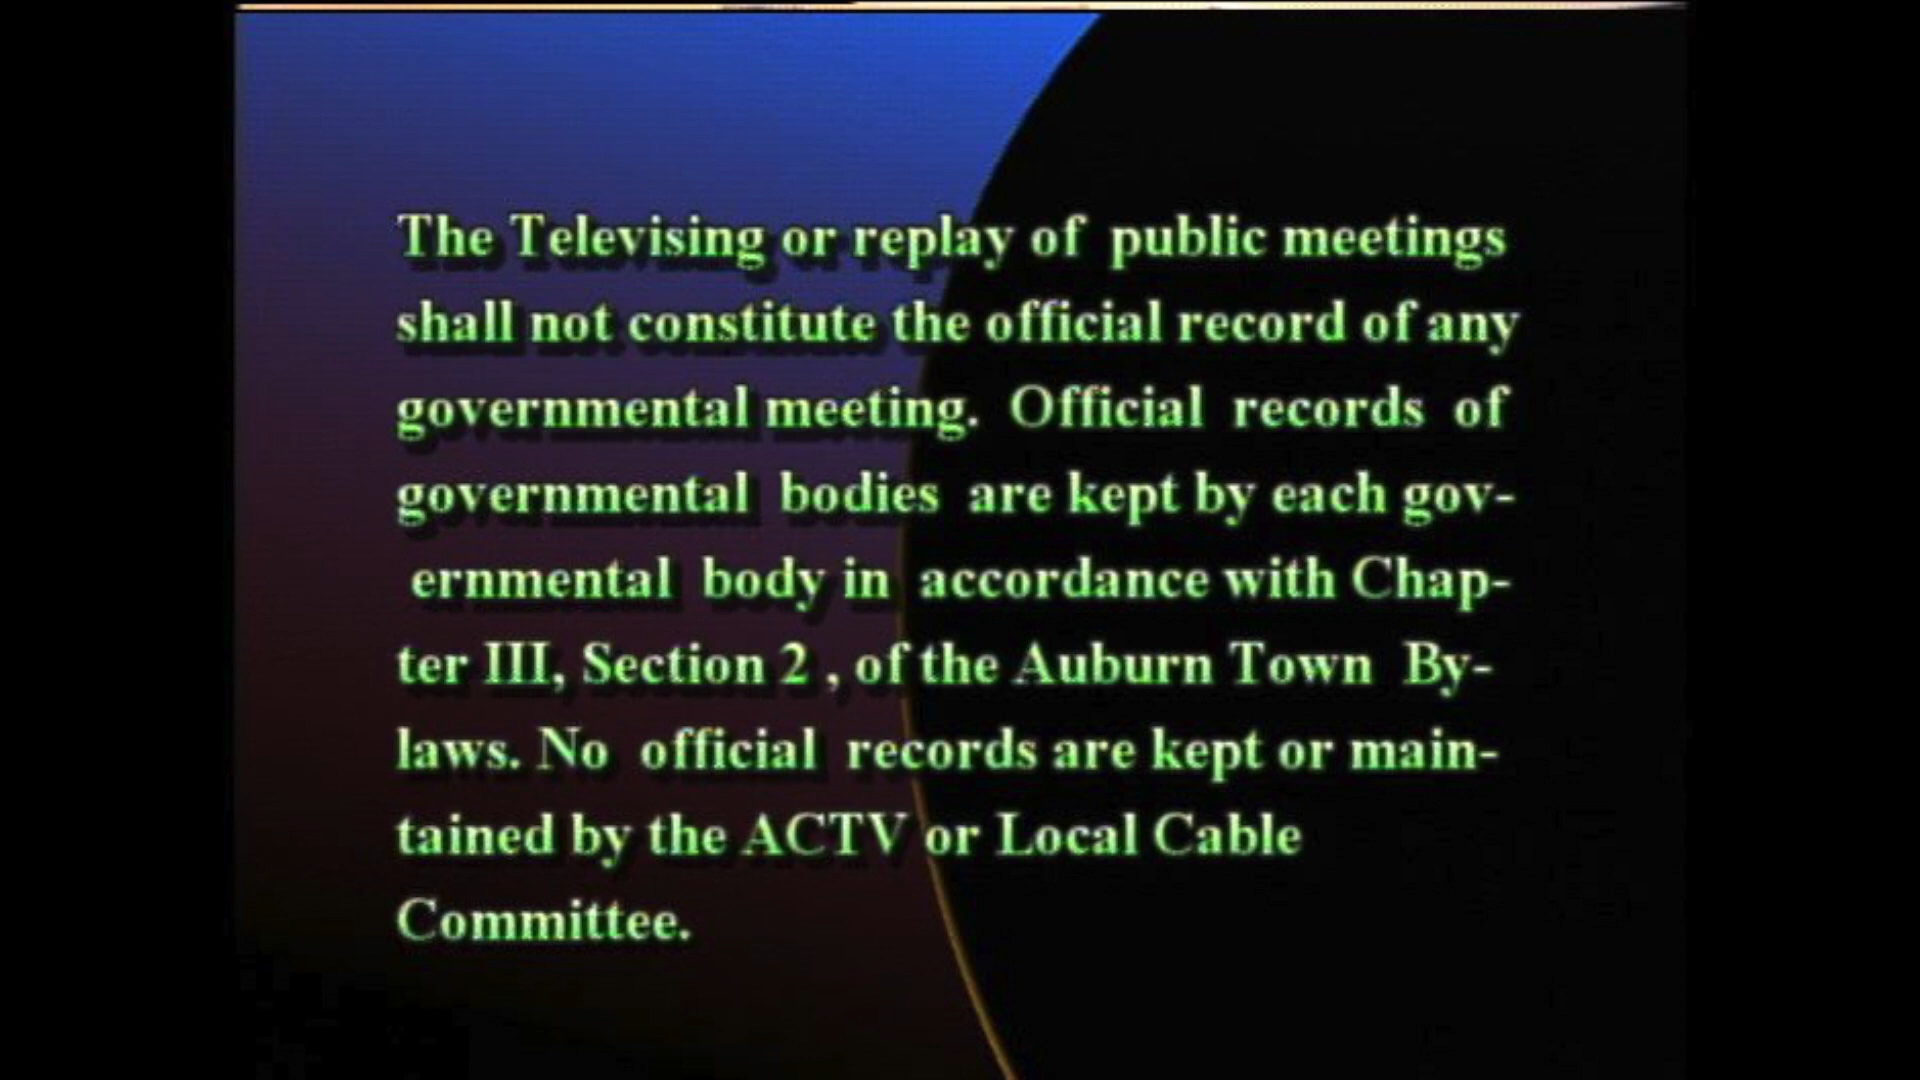 The Televising or replay of public meetings
shall not constitute the official record of any
governmental meeting. Official records of
governmental bodies are kept by each gov-
ernmental body in accordance with Chap-
ter III, Section 2 , of the Auburn Town By-
laws. No official records are kept or main-
tained by the ACTV or Local Cable
Committee.